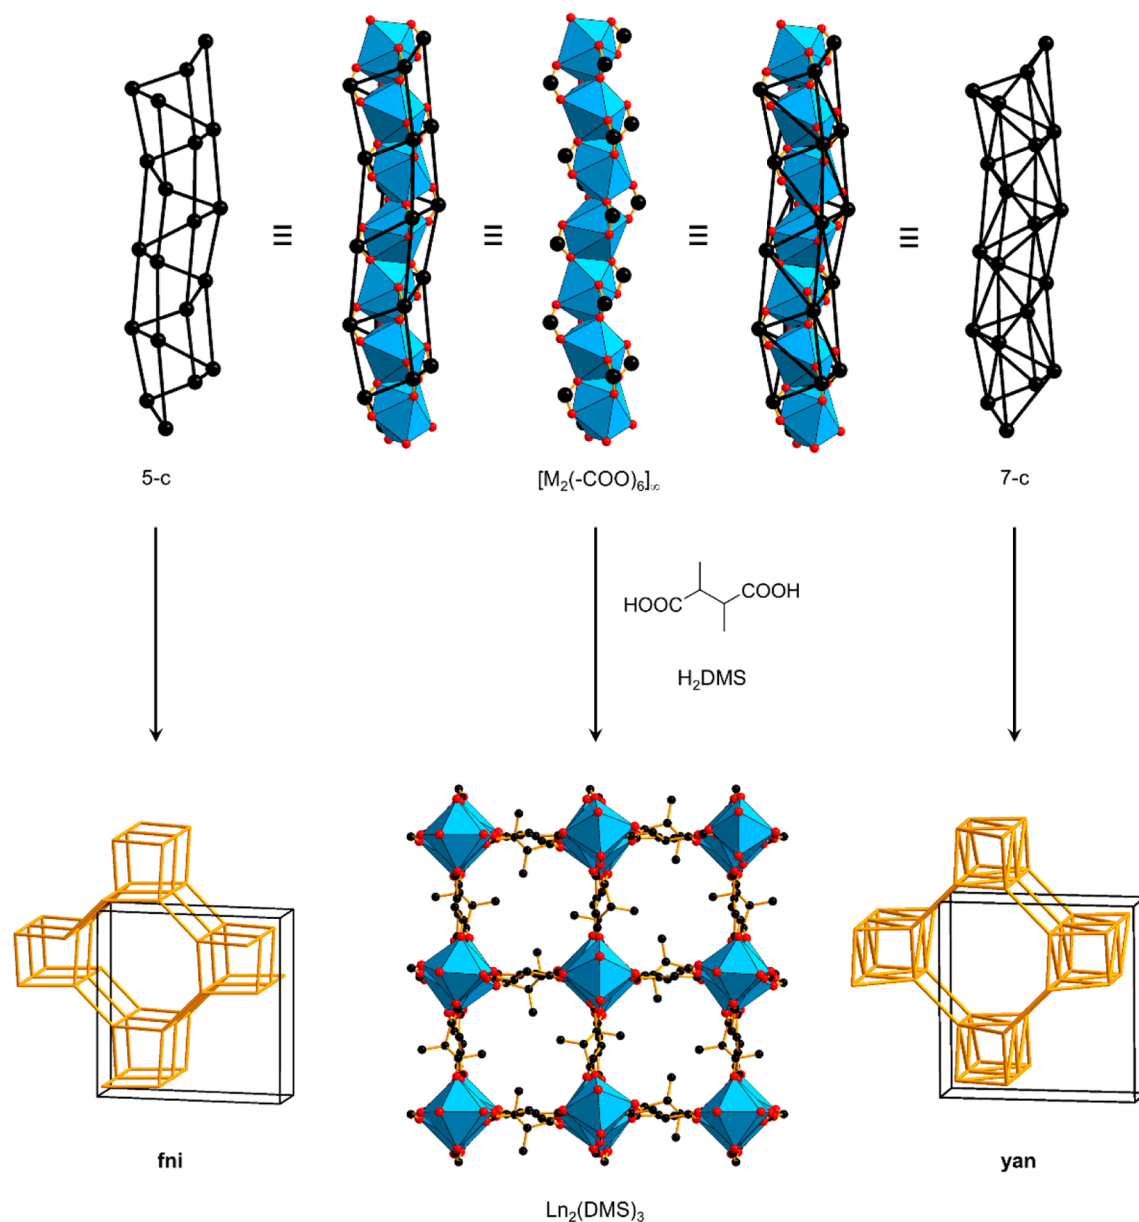 ≡ ≡ ≡ ≡
5-c [M₂(-COO)₆]∞ 7-c
HOOC COOH
H₂DMS
fni yan
Ln₂(DMS)₃